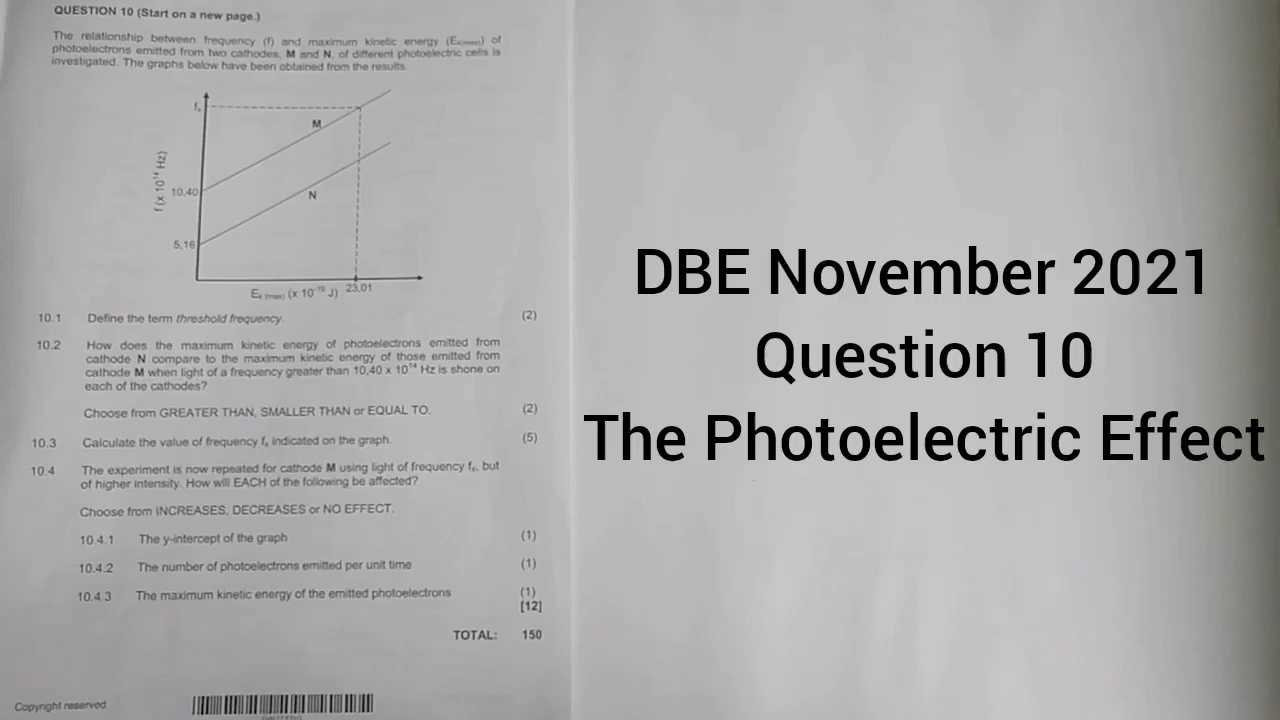 QUESTION 10 (Start on a new page.)
The relationship between frequency (f) and maximum kinetic energy (Eₖ₍ₘₐₓ₎) of
photoelectrons emitted from two cathodes, M and N, of different photoelectric cells is
investigated. The graphs below have been obtained from the results.
fₓ
M
f (x 10¹⁴ Hz)
10,40
N
5,16
Eₖ ₍ₘₐₓ₎ (x 10⁻¹⁹ J) 23,01
10.1 Define the term threshold frequency. (2)
10.2 How does the maximum kinetic energy of photoelectrons emitted from
cathode N compare to the maximum kinetic energy of those emitted from
cathode M when light of a frequency greater than 10,40 x 10¹⁴ Hz is shone on
each of the cathodes?
Choose from GREATER THAN, SMALLER THAN or EQUAL TO. (2)
10.3 Calculate the value of frequency fₓ indicated on the graph. (5)
10.4 The experiment is now repeated for cathode M using light of frequency fₓ, but
of higher intensity. How will EACH of the following be affected?
Choose from INCREASES, DECREASES or NO EFFECT.
10.4.1 The y-intercept of the graph (1)
10.4.2 The number of photoelectrons emitted per unit time (1)
10.4.3 The maximum kinetic energy of the emitted photoelectrons (1)
[12]
TOTAL: 150
Copyright reserved
DBE November 2021
Question 10
The Photoelectric Effect